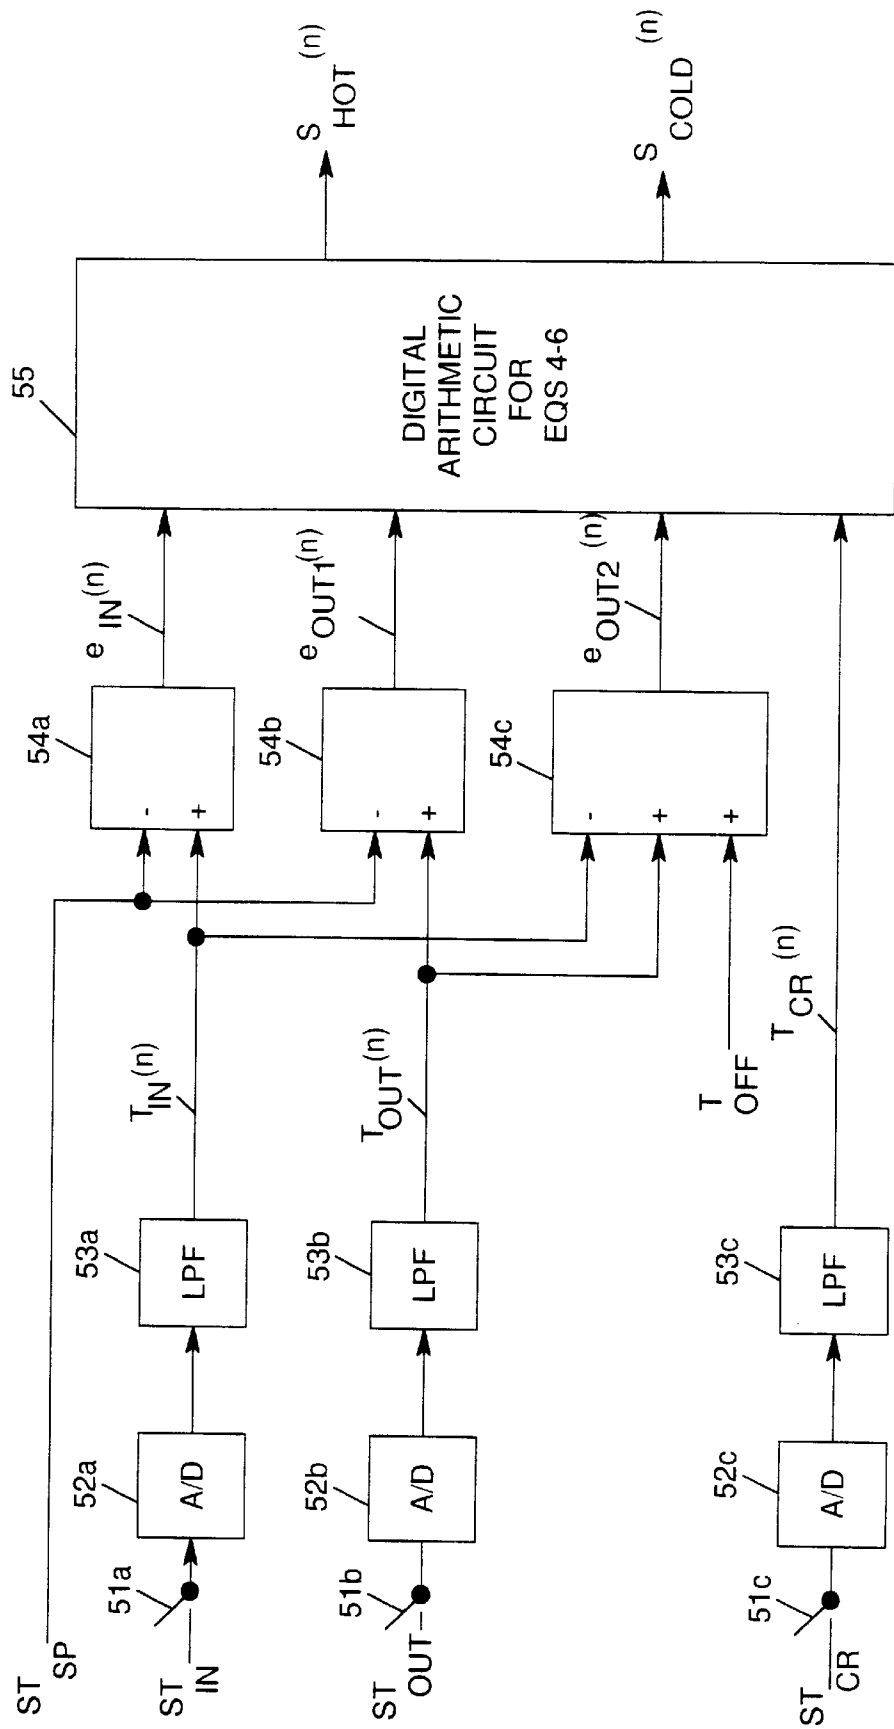 ST SP
ST IN
51a
52a
A/D
53a
LPF
T IN (n)
54a
-
+
e IN (n)
ST OUT
51b
52b
A/D
53b
LPF
T OUT (n)
54b
-
+
e OUT1 (n)
T OFF
54c
-
+
+
e OUT2 (n)
ST CR
51c
52c
A/D
53c
LPF
T CR (n)
55
DIGITAL
ARITHMETIC
CIRCUIT
FOR
EQS 4-6
S HOT (n)
S COLD (n)